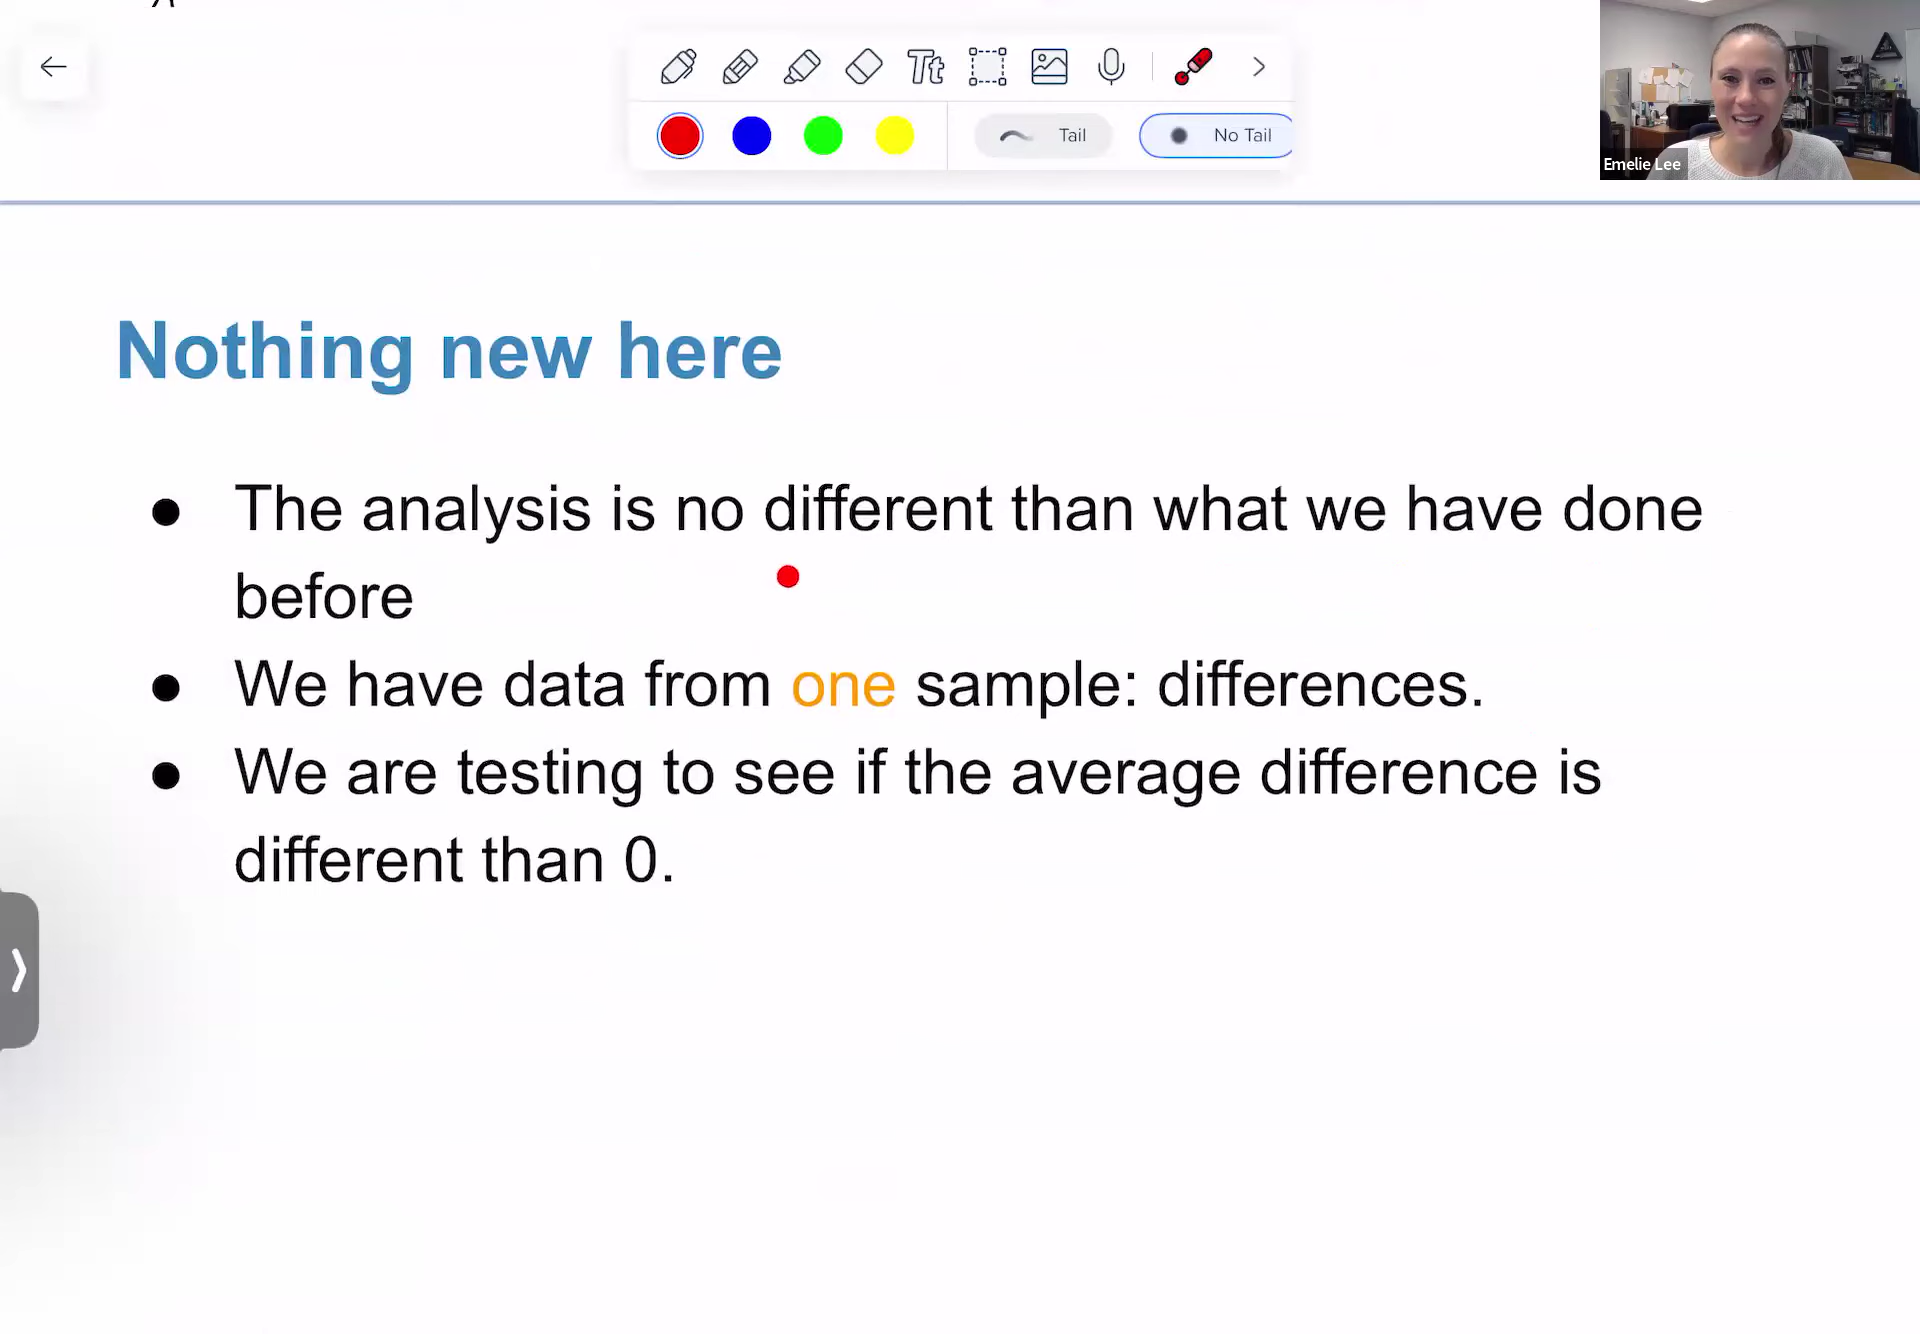 Tt
Tail
No Tail
Emelie Lee
Nothing new here
● The analysis is no different than what we have done
before
● We have data from one sample: differences.
● We are testing to see if the average difference is
different than 0.